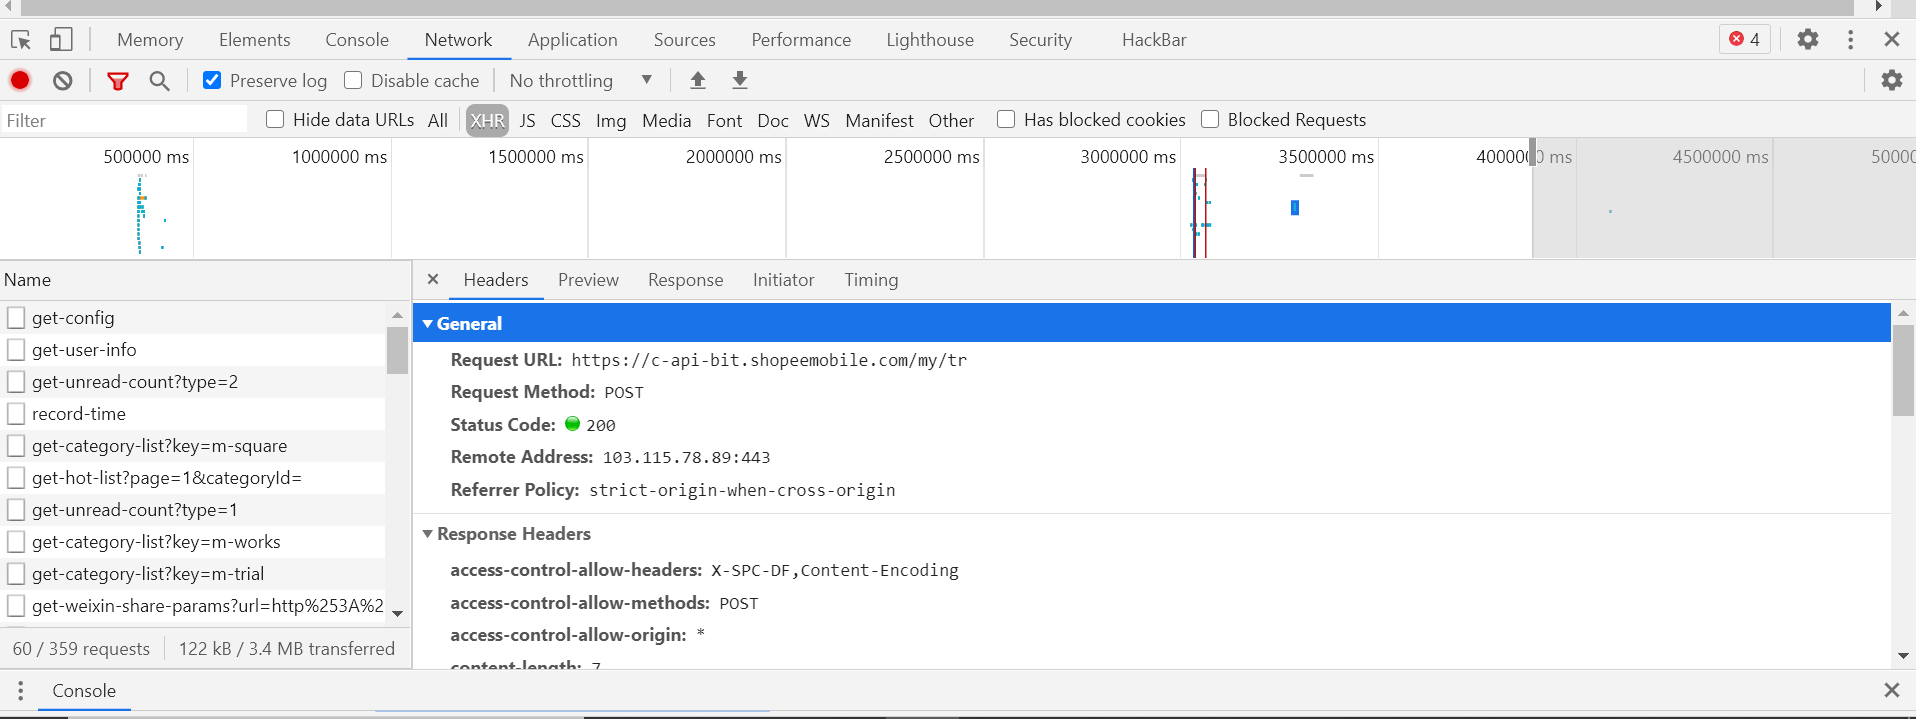 Memory Elements Console Network Application Sources Performance Lighthouse Security HackBar 4
Preserve log Disable cache No throttling
Filter Hide data URLs All XHR JS CSS Img Media Font Doc WS Manifest Other Has blocked cookies Blocked Requests
500000 ms 1000000 ms 1500000 ms 2000000 ms 2500000 ms 3000000 ms 3500000 ms 4000000 ms 4500000 ms 50000
Name
get-config
get-user-info
get-unread-count?type=2
record-time
get-category-list?key=m-square
get-hot-list?page=1&categoryId=
get-unread-count?type=1
get-category-list?key=m-works
get-category-list?key=m-trial
get-weixin-share-params?url=http%253A%2
60 / 359 requests 122 kB / 3.4 MB transferred
Headers Preview Response Initiator Timing
General
Request URL: https://c-api-bit.shopeemobile.com/my/tr
Request Method: POST
Status Code: 200
Remote Address: 103.115.78.89:443
Referrer Policy: strict-origin-when-cross-origin
Response Headers
access-control-allow-headers: X-SPC-DF,Content-Encoding
access-control-allow-methods: POST
access-control-allow-origin: *
content-length: 7
Console